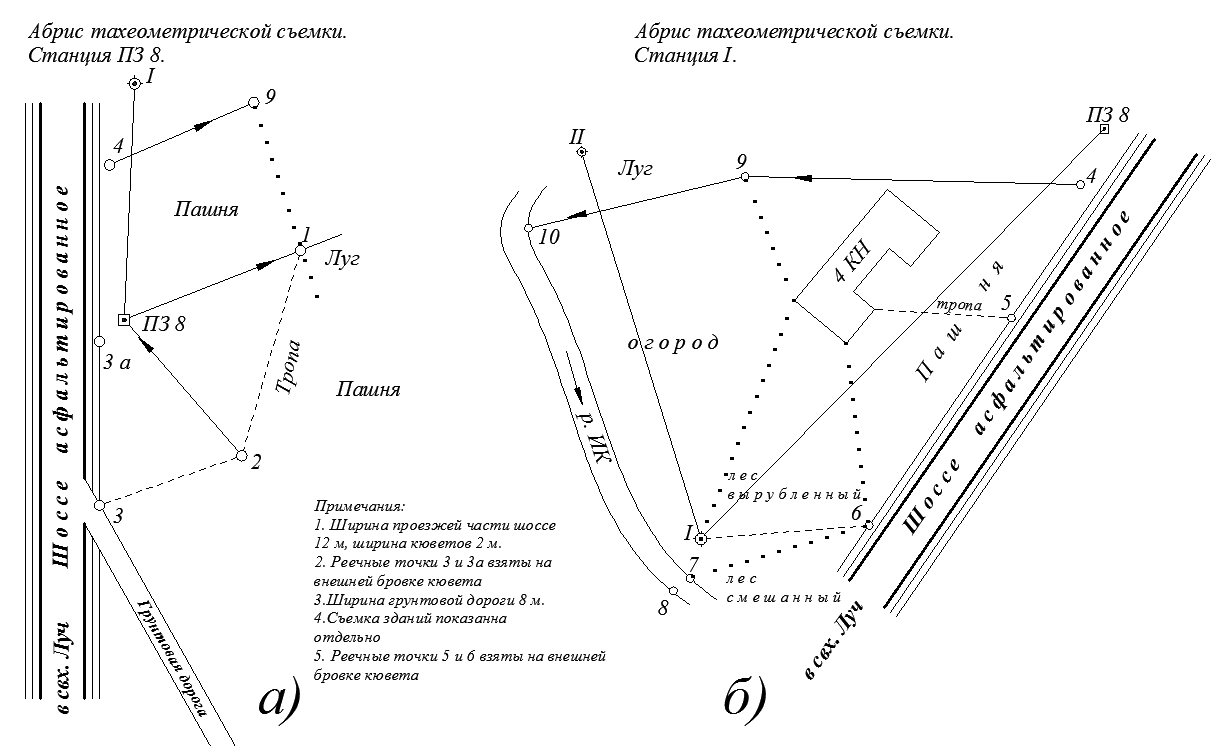 Абрис тахеометрической съемки.
Станция ПЗ 8.
I
9
4
Пашня
1
Луг
ПЗ 8
3 а
Тропа
Пашня
2
3
Шоссе асфальтированное
в свх. Луч
Грунтовая дорога
Примечания:
1. Ширина проезжей части шоссе
12 м, ширина кюветов 2 м.
2. Реечные точки 3 и 3а взяты на
внешней бровке кювета
3.Ширина грунтовой дороги 8 м.
4.Съемка зданий показанна
отдельно
5. Реечные точки 5 и 6 взяты на внешней
бровке кювета
а)
Абрис тахеометрической съемки.
Станция I.
ПЗ 8
II
Луг
9
4
10
4 КН
Пашня
тропа
5
огород
р. ИК
лес
вырубленный
6
I
7
лес
смешанный
8
Шоссе асфальтированное
в свх. Луч
б)